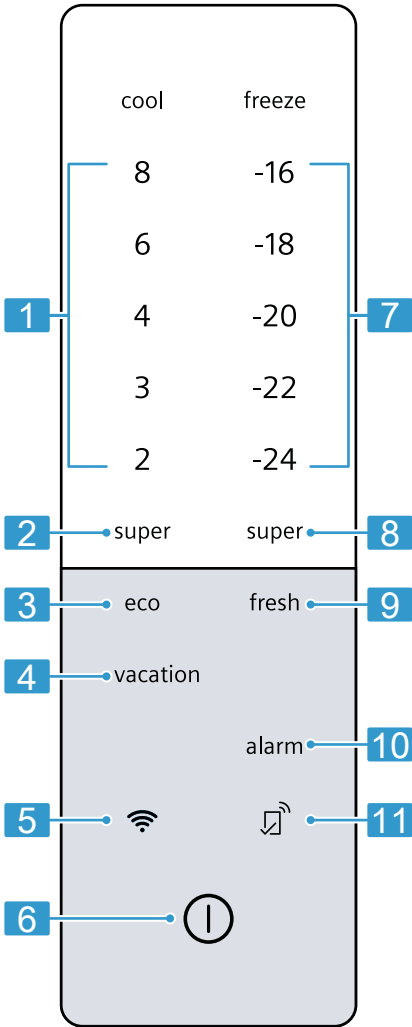 cool freeze
8 -16
6 -18
1 4 -20 7
3 -22
2 -24
2 super super 8
3 eco fresh 9
4 vacation
alarm 10
5 11
6